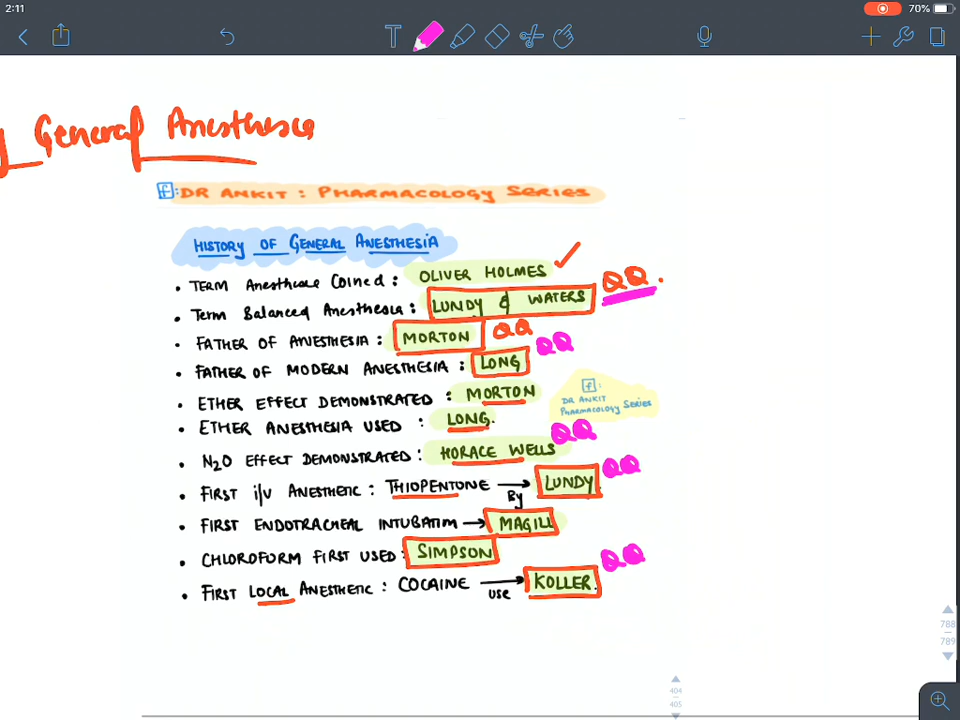 2:11
70%
General Anesthesia
f: DR ANKIT : PHARMACOLOGY SERIES
HISTORY OF GENERAL ANESTHESIA
• TERM Anesthesia Coined : OLIVER HOLMES
• Term Balanced Anesthesia : LUNDY & WATERS QQ.
• FATHER OF ANESTHESIA : MORTON QQ
• FATHER OF MODERN ANESTHESIA : LONG QQ
• ETHER EFFECT DEMONSTRATED : MORTON
• ETHER ANESTHESIA USED : LONG.
f
DR ANKIT
PHARMACOLOGY SERIES
• N2O EFFECT DEMONSTRATED : HORACE WELLS QQ
• FIRST i/v ANESTHETIC : THIOPENTONE → By LUNDY QQ
• FIRST ENDOTRACHEAL INTUBATIM → MAGILL
• CHLOROFORM FIRST USED : SIMPSON
• FIRST LOCAL ANESTHETIC : COCAINE → USE KOLLER. QQ
788
789
404
405